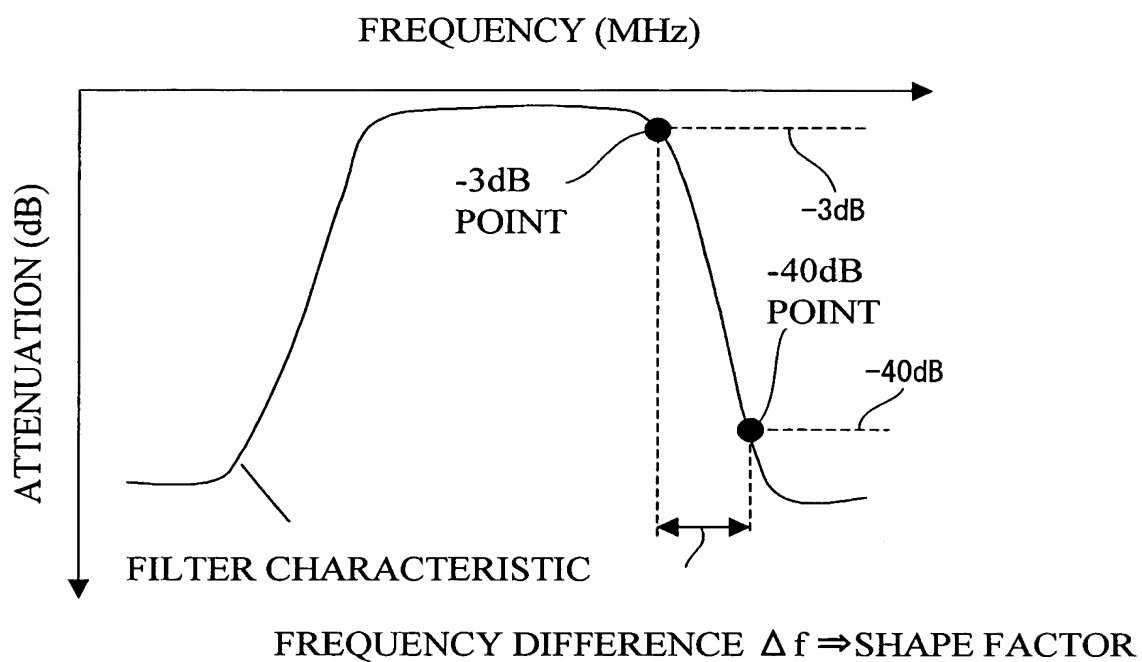 FREQUENCY (MHz)
ATTENUATION (dB)
-3dB
POINT
-3dB
-40dB
POINT
-40dB
FILTER CHARACTERISTIC
FREQUENCY DIFFERENCE Δf ⇒ SHAPE FACTOR